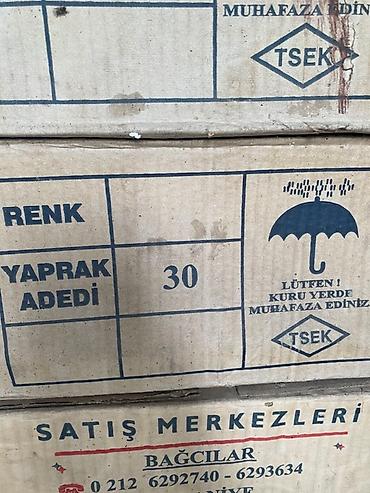 MUHAFAZA EDİN
TSEK
RENK
YAPRAK
ADEDİ
30
LÜTFEN !
KURU YERDE
MUHAFAZA EDİNİZ
TSEK
SATIŞ MERKEZLERİ
BAĞCILAR
0 212 6292740 - 6293634